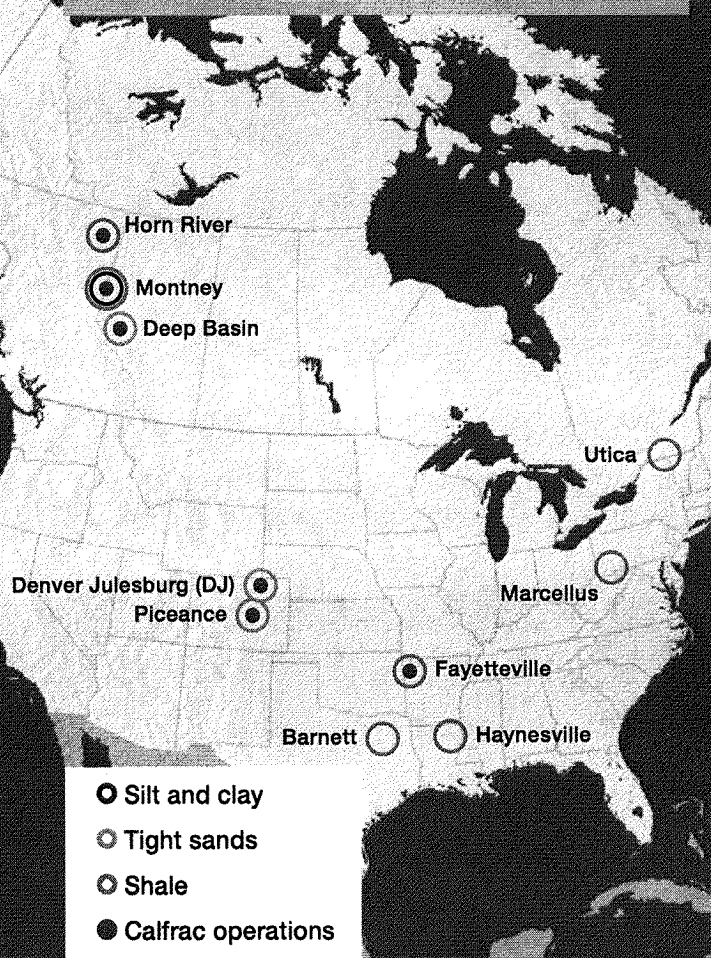 Horn River
Montney
Deep Basin
Utica
Denver Julesburg (DJ)
Piceance
Marcellus
Fayetteville
Barnett
Haynesville
Silt and clay
Tight sands
Shale
Calfrac operations